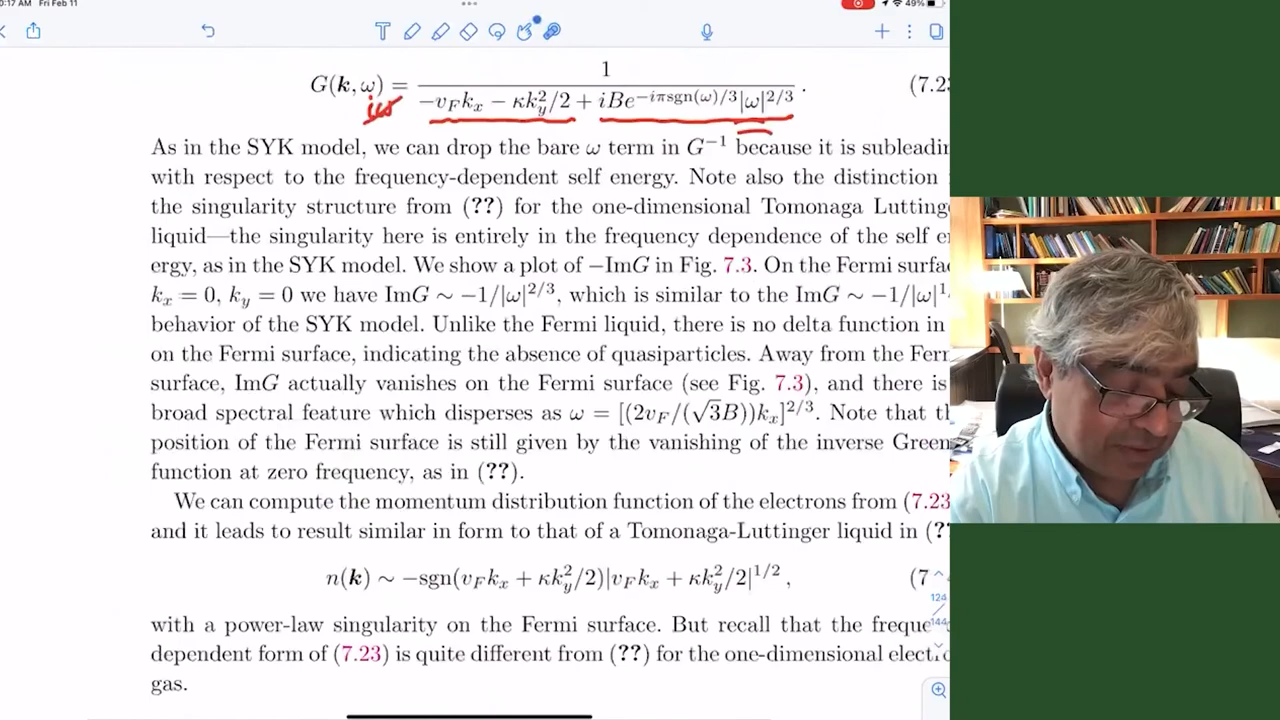 0:17 AM Fri Feb 11
49%
G(k, ω) = 1 / (−v_F k_x − κk_y^2/2 + iBe^{−iπsgn(ω)/3}|ω|^{2/3}) .
(7.23
iω
As in the SYK model, we can drop the bare ω term in G^{−1} because it is subleadin
with respect to the frequency-dependent self energy. Note also the distinction
the singularity structure from (??) for the one-dimensional Tomonaga Luttinge
liquid—the singularity here is entirely in the frequency dependence of the self e
ergy, as in the SYK model. We show a plot of −ImG in Fig. 7.3. On the Fermi surfac
k_x = 0, k_y = 0 we have ImG ∼ −1/|ω|^{2/3}, which is similar to the ImG ∼ −1/|ω|^1
behavior of the SYK model. Unlike the Fermi liquid, there is no delta function in
on the Fermi surface, indicating the absence of quasiparticles. Away from the Ferm
surface, ImG actually vanishes on the Fermi surface (see Fig. 7.3), and there is
broad spectral feature which disperses as ω = [(2v_F/(√3B))k_x]^{2/3}. Note that th
position of the Fermi surface is still given by the vanishing of the inverse Green
function at zero frequency, as in (??).
We can compute the momentum distribution function of the electrons from (7.23
and it leads to result similar in form to that of a Tomonaga-Luttinger liquid in (?
n(k) ∼ −sgn(v_F k_x + κk_y^2/2)|v_F k_x + κk_y^2/2|^{1/2} ,
(7
124
144
with a power-law singularity on the Fermi surface. But recall that the freque
dependent form of (7.23) is quite different from (??) for the one-dimensional electr
gas.